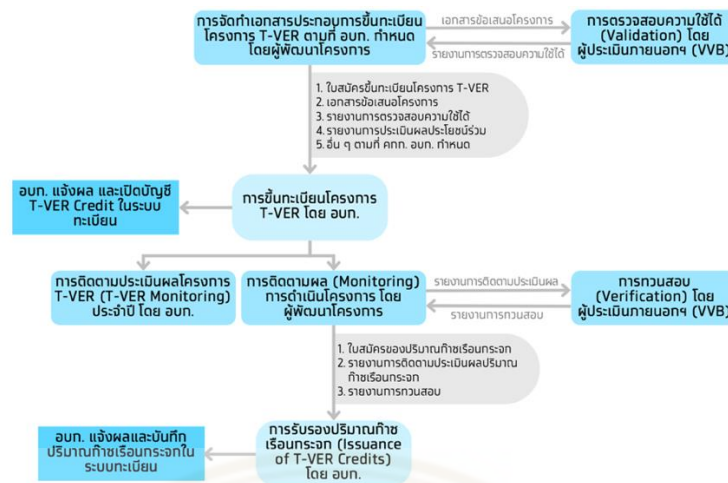 การจัดทำเอกสารประกอบการขึ้นทะเบียน
โครงการ T-VER ตามที่ อบก. กำหนด
โดยผู้พัฒนาโครงการ
เอกสารข้อเสนอโครงการ
รายงานการตรวจสอบความใช้ได้
การตรวจสอบความใช้ได้
(Validation) โดย
ผู้ประเมินภายนอกฯ (VVB)
1. ใบสมัครขึ้นทะเบียนโครงการ T-VER
2. เอกสารข้อเสนอโครงการ
3. รายงานการตรวจสอบความใช้ได้
4. รายงานการประเมินผลประโยชน์ร่วม
5. อื่น ๆ ตามที่ คกก. อบก. กำหนด
อบก. แจ้งผล และเปิดบัญชี
T-VER Credit ในระบบ
ทะเบียน
การขึ้นทะเบียนโครงการ
T-VER โดย อบก.
การติดตามประเมินผลโครงการ
T-VER (T-VER Monitoring)
ประจำปี โดย อบก.
การติดตามผล (Monitoring)
การดำเนินโครงการ โดย
ผู้พัฒนาโครงการ
รายงานการติดตามประเมินผล
รายงานการทวนสอบ
การทวนสอบ
(Verification) โดย
ผู้ประเมินภายนอกฯ (VVB)
1. ใบสมัครของปริมาณก๊าซเรือนกระจก
2. รายงานการติดตามประเมินผลปริมาณ
ก๊าซเรือนกระจก
3. รายงานการทวนสอบ
อบก. แจ้งผลและบันทึก
ปริมาณก๊าซเรือนกระจกใน
ระบบทะเบียน
การรับรองปริมาณก๊าซ
เรือนกระจก (Issuance
of T-VER Credits)
โดย อบก.